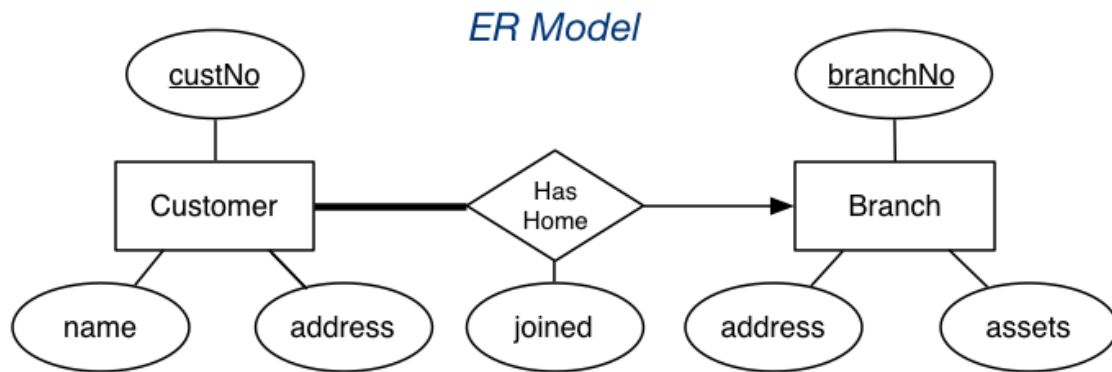 ER Model
custNo
branchNo
Customer
Has
Home
Branch
name
address
joined
address
assets